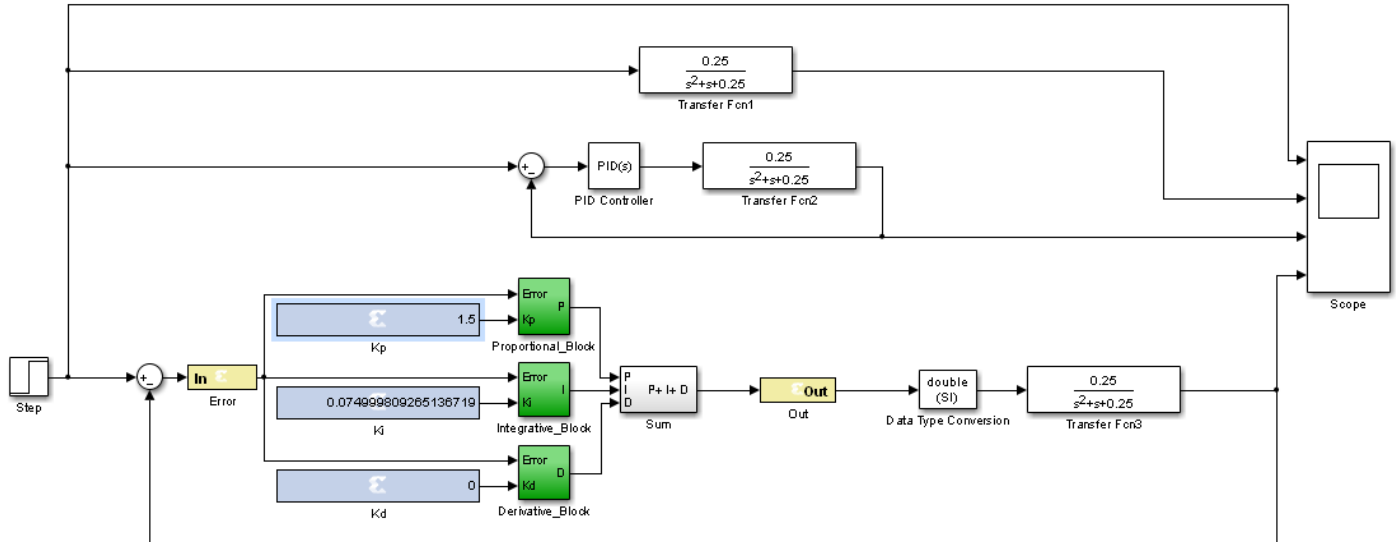 0.25
s²+s+0.25
Transfer Fcn1
+
−
PID(s)
PID Controller
0.25
s²+s+0.25
Transfer Fcn2
Scope
Error
Kp
P
Proportional_Block
1.5
Kp
Step
+
−
In
Error
Error
Ki
I
Integrative_Block
0.074999809265136719
Ki
P
I
D
P+ I+ D
Sum
Out
Out
double
(SI)
Data Type Conversion
0.25
s²+s+0.25
Transfer Fcn3
Error
Kd
D
Derivative_Block
0
Kd